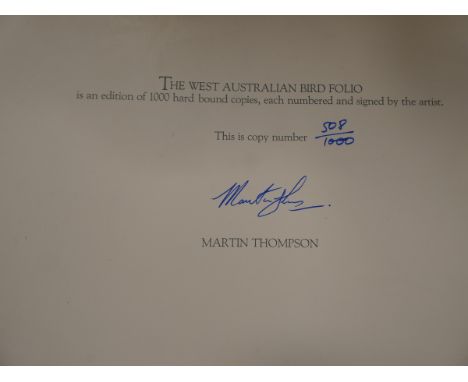 THE WEST AUSTRALIAN BIRD FOLIO
is an edition of 1000 hard bound copies, each numbered and signed by the artist.
This is copy number 508/1000
MARTIN THOMPSON